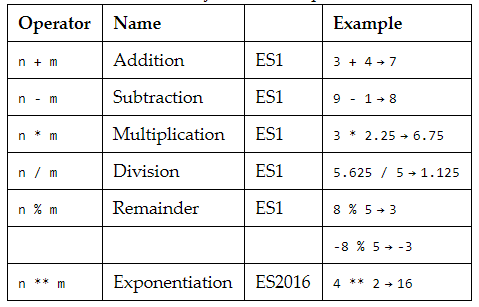 Operator Name Example
n + m Addition ES1 3 + 4 → 7
n - m Subtraction ES1 9 - 1 → 8
n * m Multiplication ES1 3 * 2.25 → 6.75
n / m Division ES1 5.625 / 5 → 1.125
n % m Remainder ES1 8 % 5 → 3
-8 % 5 → -3
n ** m Exponentiation ES2016 4 ** 2 → 16